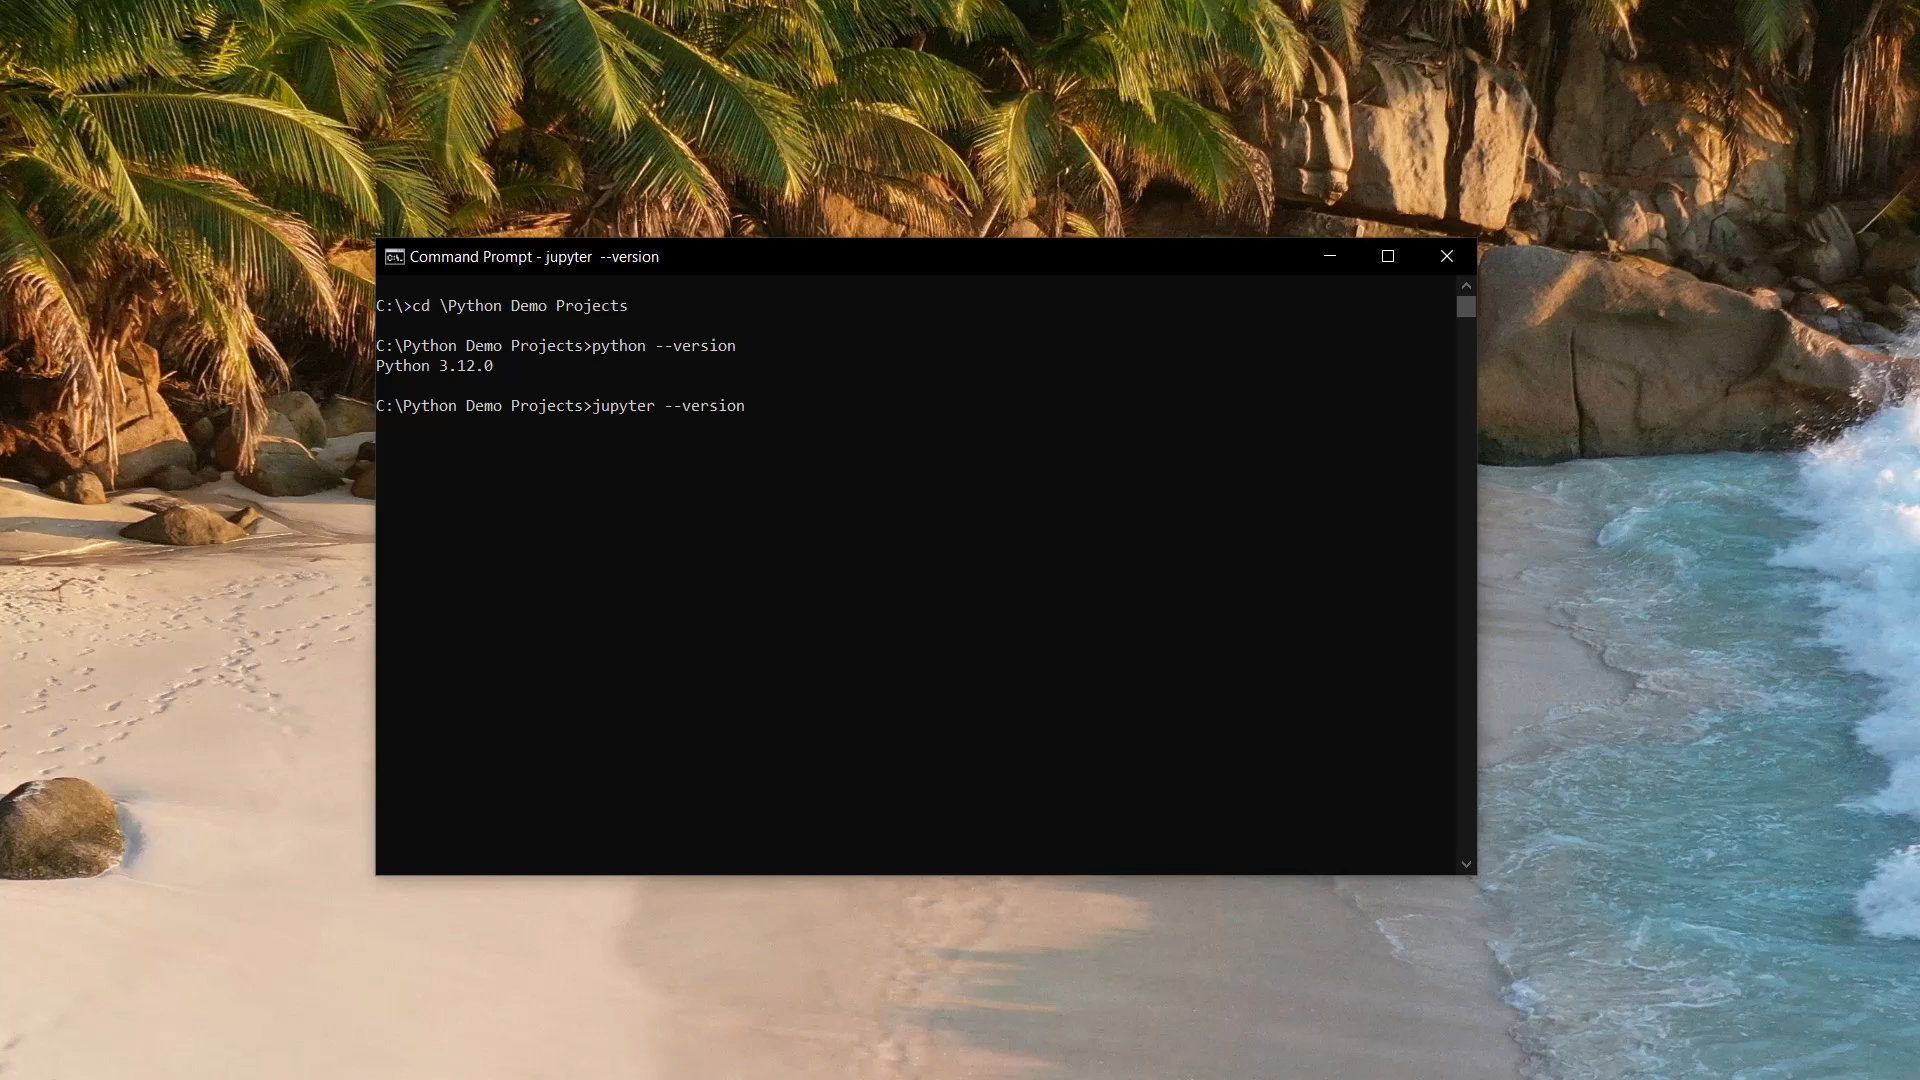 Command Prompt - jupyter  --version
C:\>cd \Python Demo Projects
C:\Python Demo Projects>python --version
Python 3.12.0
C:\Python Demo Projects>jupyter --version